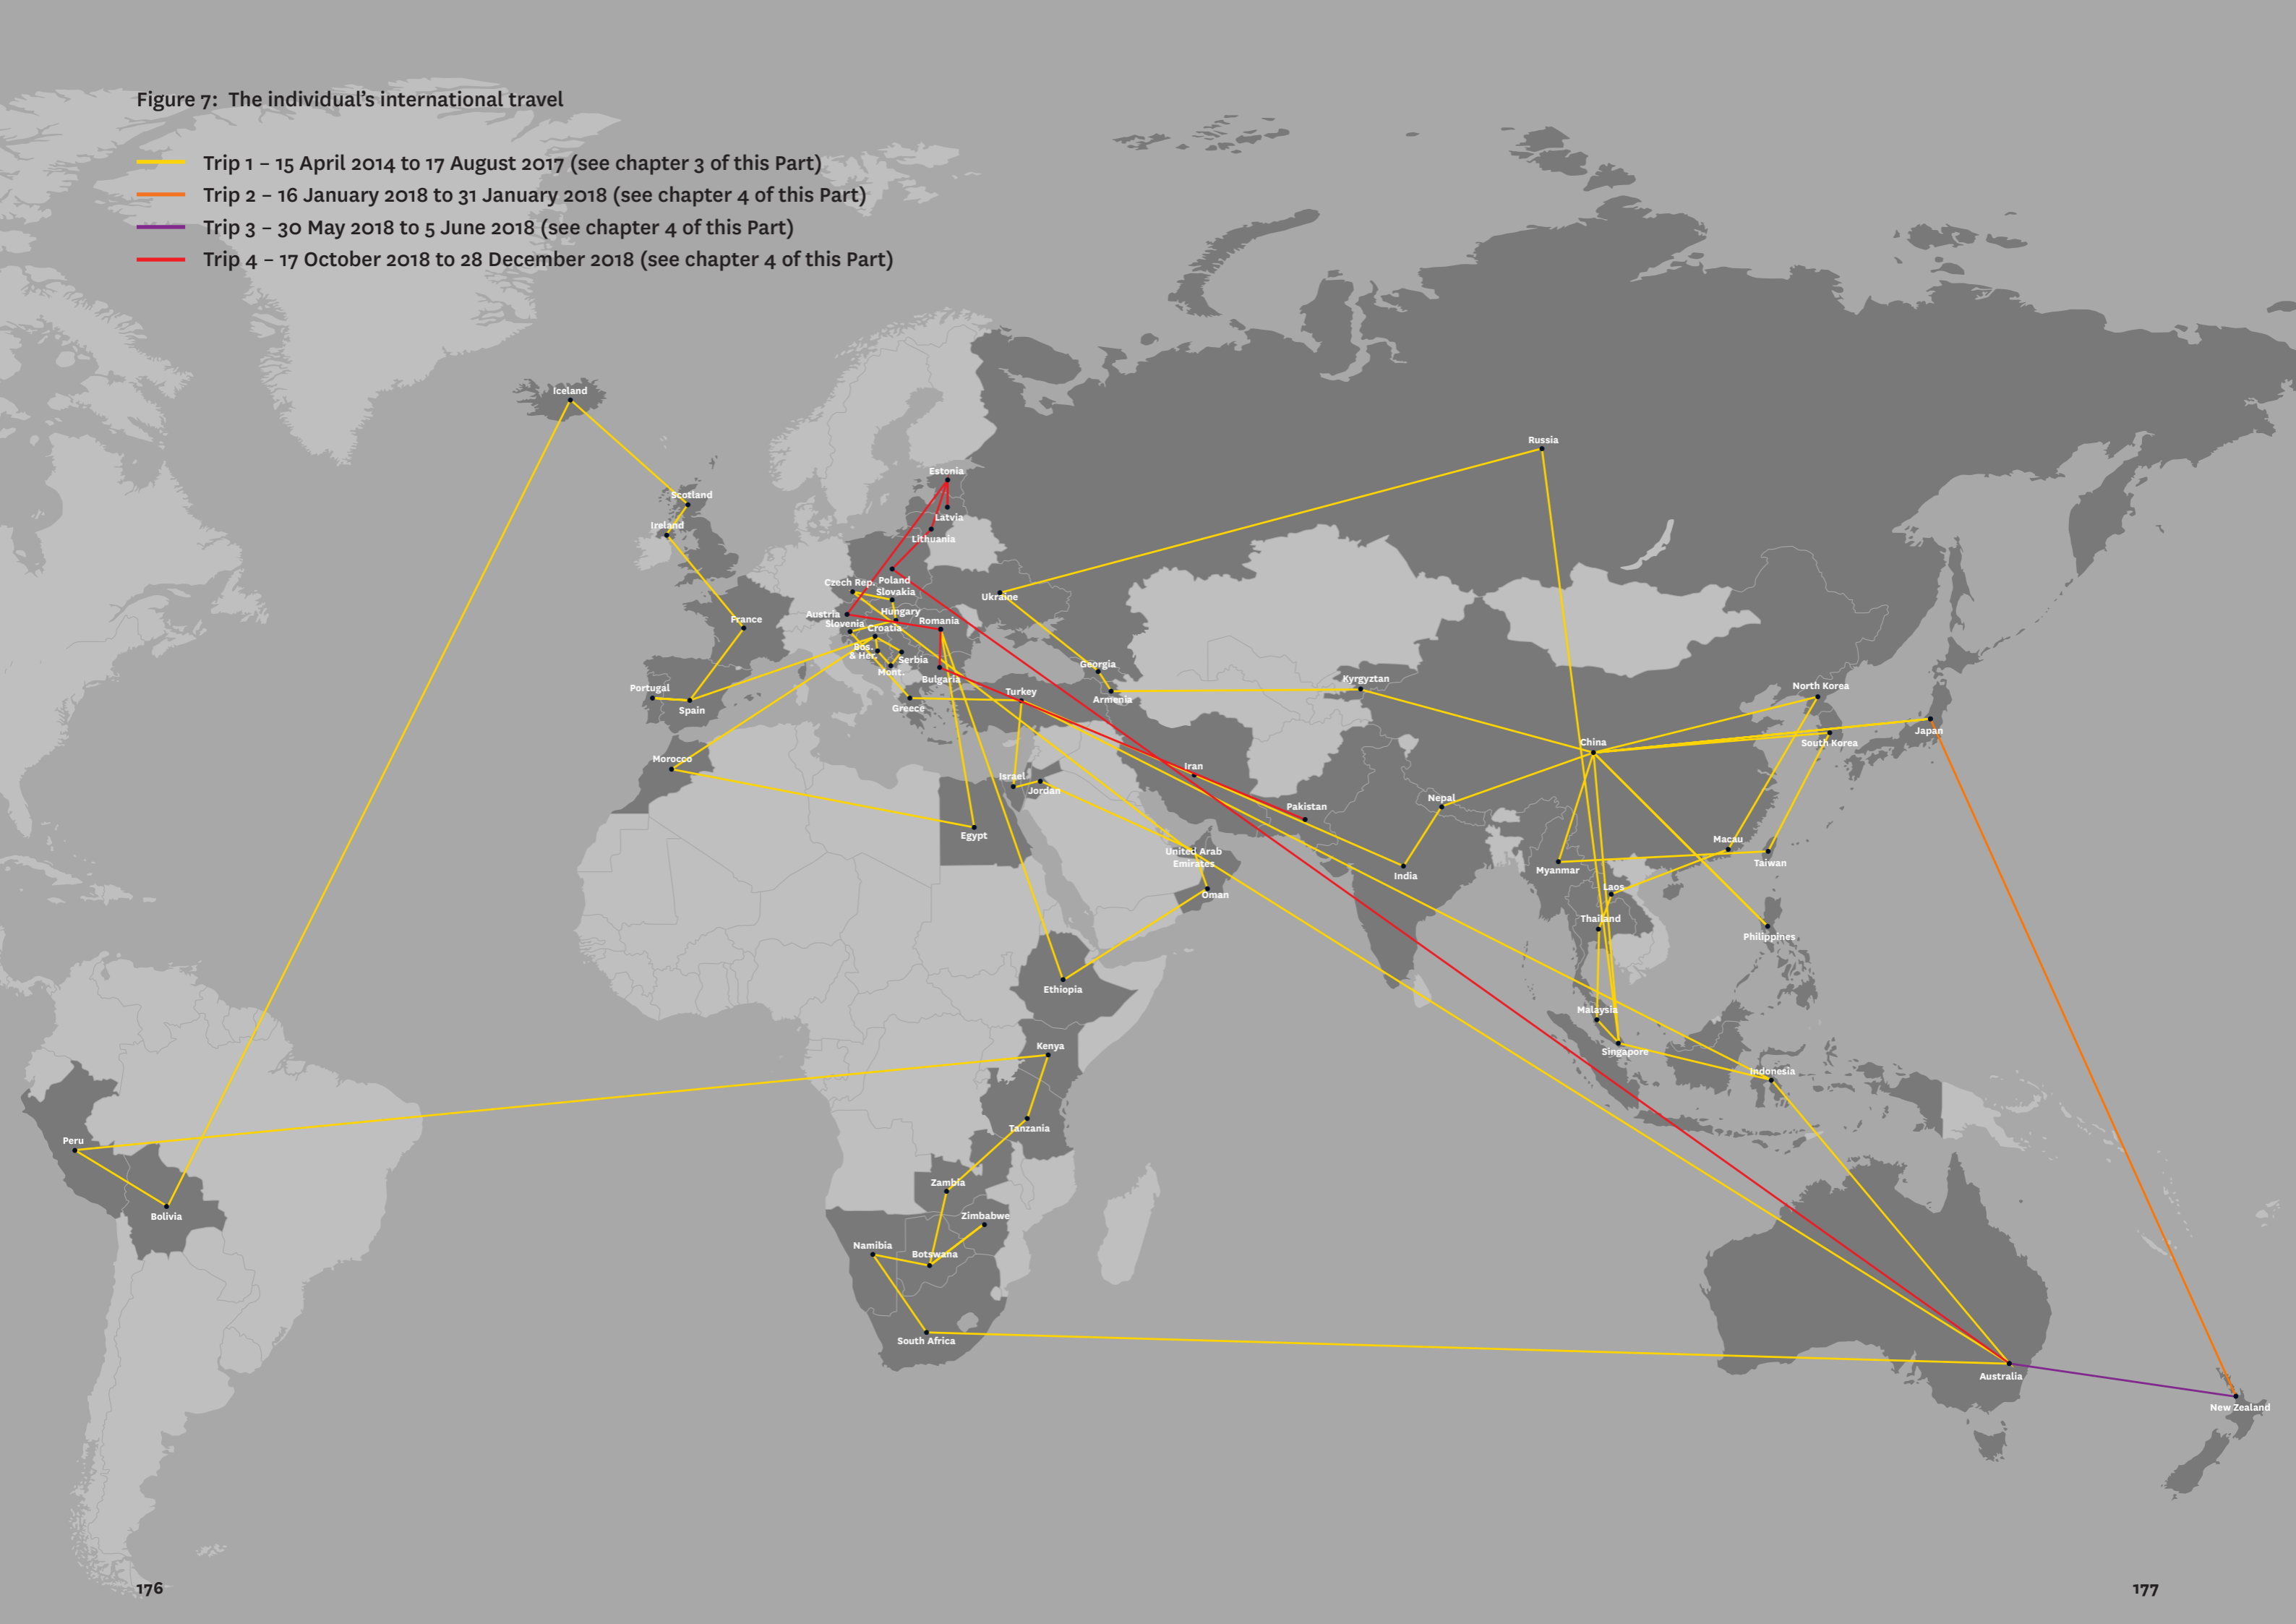 Figure 7:  The individual’s international travel
Trip 1 – 15 April 2014 to 17 August 2017 (see chapter 3 of this Part)
Trip 2 – 16 January 2018 to 31 January 2018 (see chapter 4 of this Part)
Trip 3 – 30 May 2018 to 5 June 2018 (see chapter 4 of this Part)
Trip 4 – 17 October 2018 to 28 December 2018 (see chapter 4 of this Part)
Iceland
Russia
Estonia
Scotland
Latvia
Ireland
Lithuania
Czech Rep.
Poland
Slovakia
Ukraine
Hungary
Austria
France
Romania
Slovenia
Croatia
Bos.
& Her.
Serbia
Georgia
Mont.
Bulgaria
Kyrgyztan
North Korea
Portugal
Turkey
Armenia
Greece
Spain
Japan
China
South Korea
Morocco
Iran
Israel
Jordan
Nepal
Pakistan
Egypt
Macau
United Arab
Emirates
Taiwan
Myanmar
India
Laos
Oman
Thailand
Philippines
Ethiopia
Malaysia
Kenya
Singapore
Indonesia
Tanzania
Peru
Zambia
Bolivia
Zimbabwe
Namibia
Botswana
South Africa
Australia
New Zealand
176
177